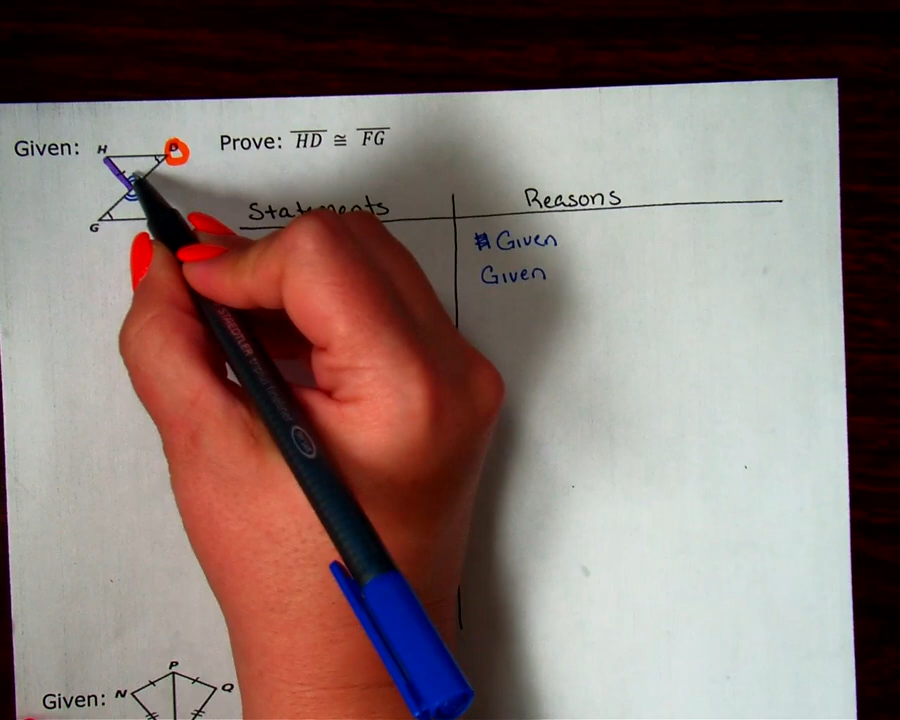 Given: H D Prove: HD ≅ FG
G
Statements Reasons
Given
Given
STAEDTLER
P
Given: N Q